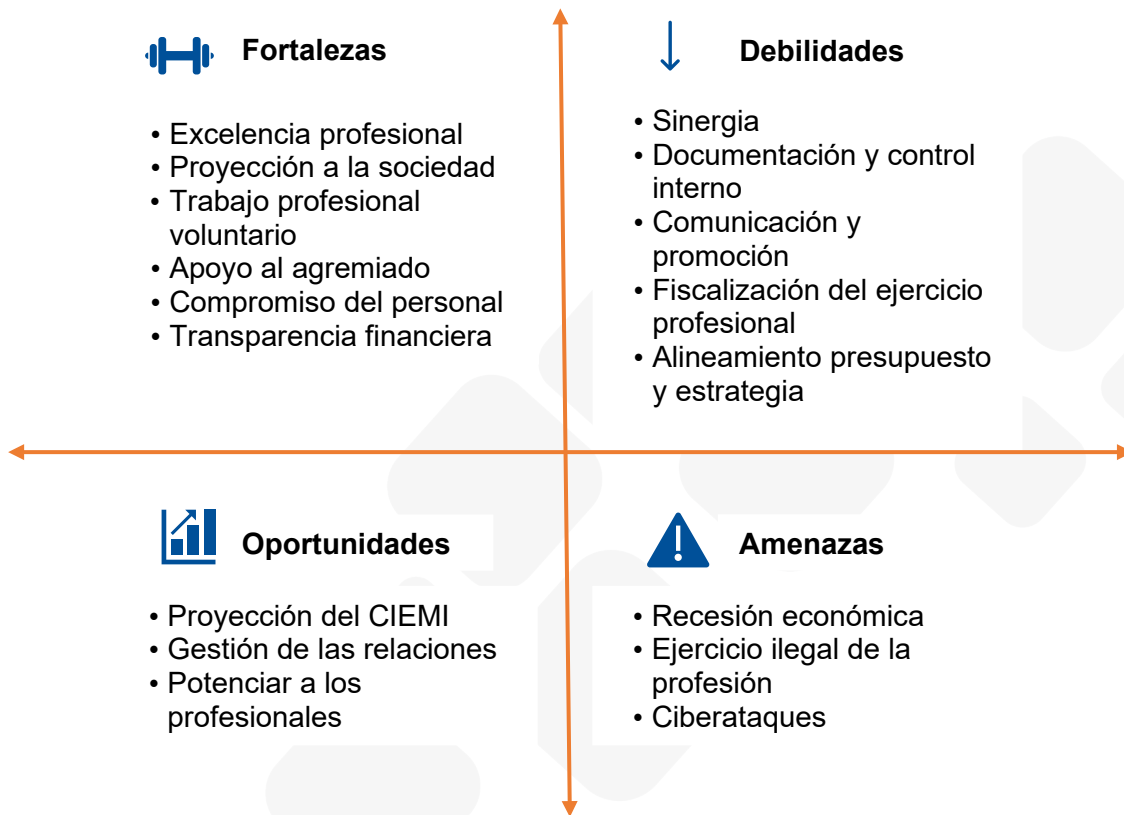 Fortalezas
• Excelencia profesional
• Proyección a la sociedad
• Trabajo profesional
voluntario
• Apoyo al agremiado
• Compromiso del personal
• Transparencia financiera
Debilidades
• Sinergia
• Documentación y control
interno
• Comunicación y
promoción
• Fiscalización del ejercicio
profesional
• Alineamiento presupuesto
y estrategia
Oportunidades
• Proyección del CIEMI
• Gestión de las relaciones
• Potenciar a los
profesionales
Amenazas
• Recesión económica
• Ejercicio ilegal de la
profesión
• Ciberataques